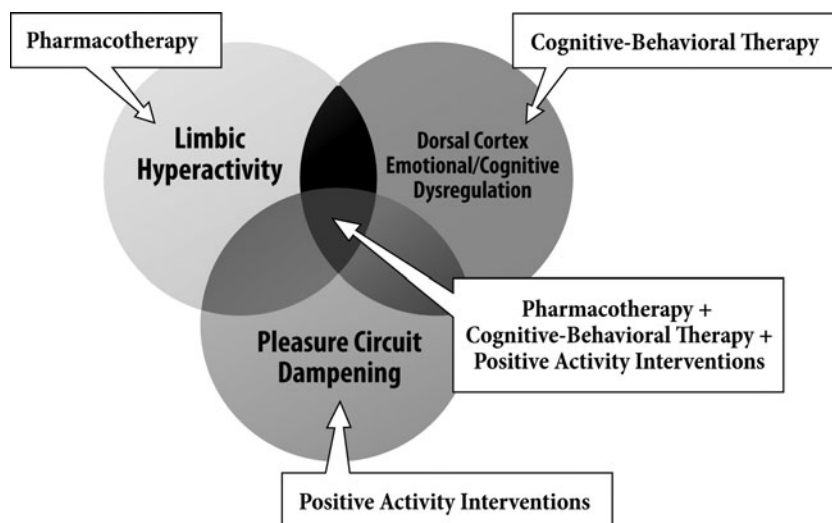 Pharmacotherapy
Cognitive-Behavioral Therapy
Limbic
Hyperactivity
Dorsal Cortex
Emotional/Cognitive
Dysregulation
Pharmacotherapy +
Cognitive-Behavioral Therapy +
Positive Activity Interventions
Pleasure Circuit
Dampening
Positive Activity Interventions